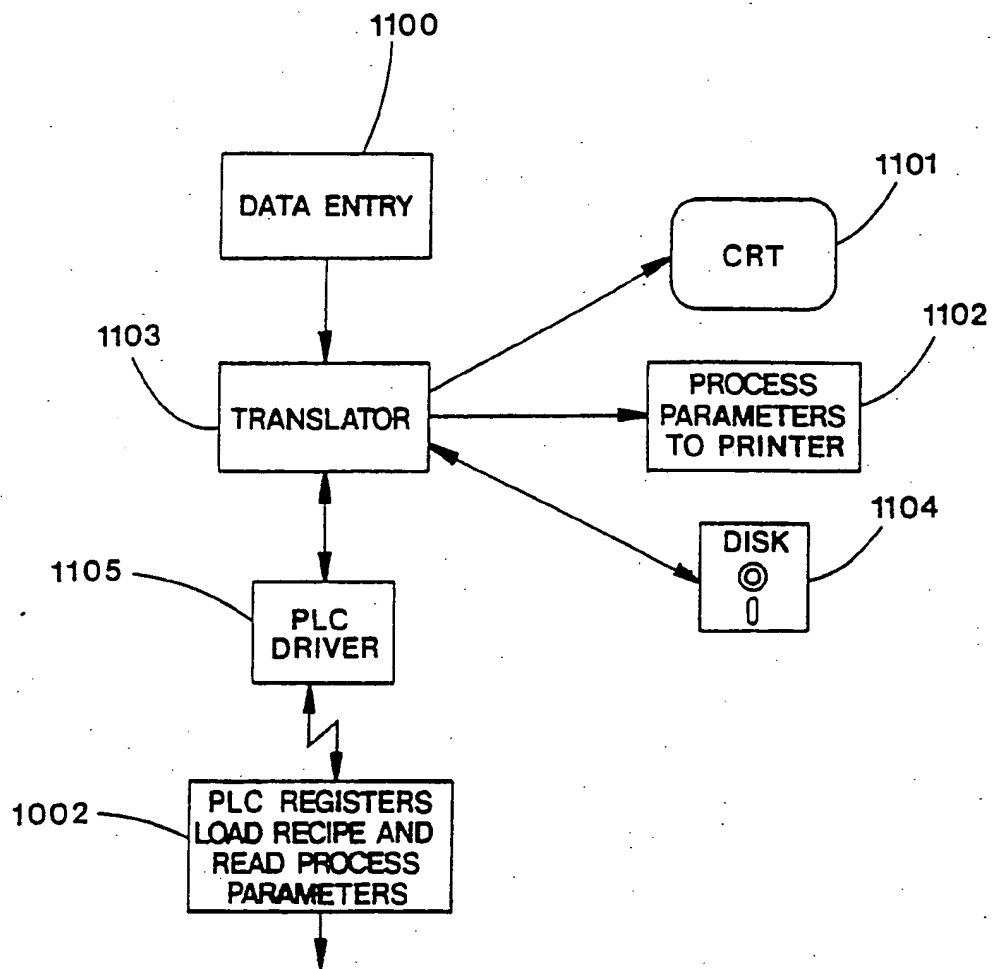 1100
DATA ENTRY
1101
CRT
1103
TRANSLATOR
1102
PROCESS
PARAMETERS
TO PRINTER
1104
DISK
1105
PLC
DRIVER
1002
PLC REGISTERS
LOAD RECIPE AND
READ PROCESS
PARAMETERS